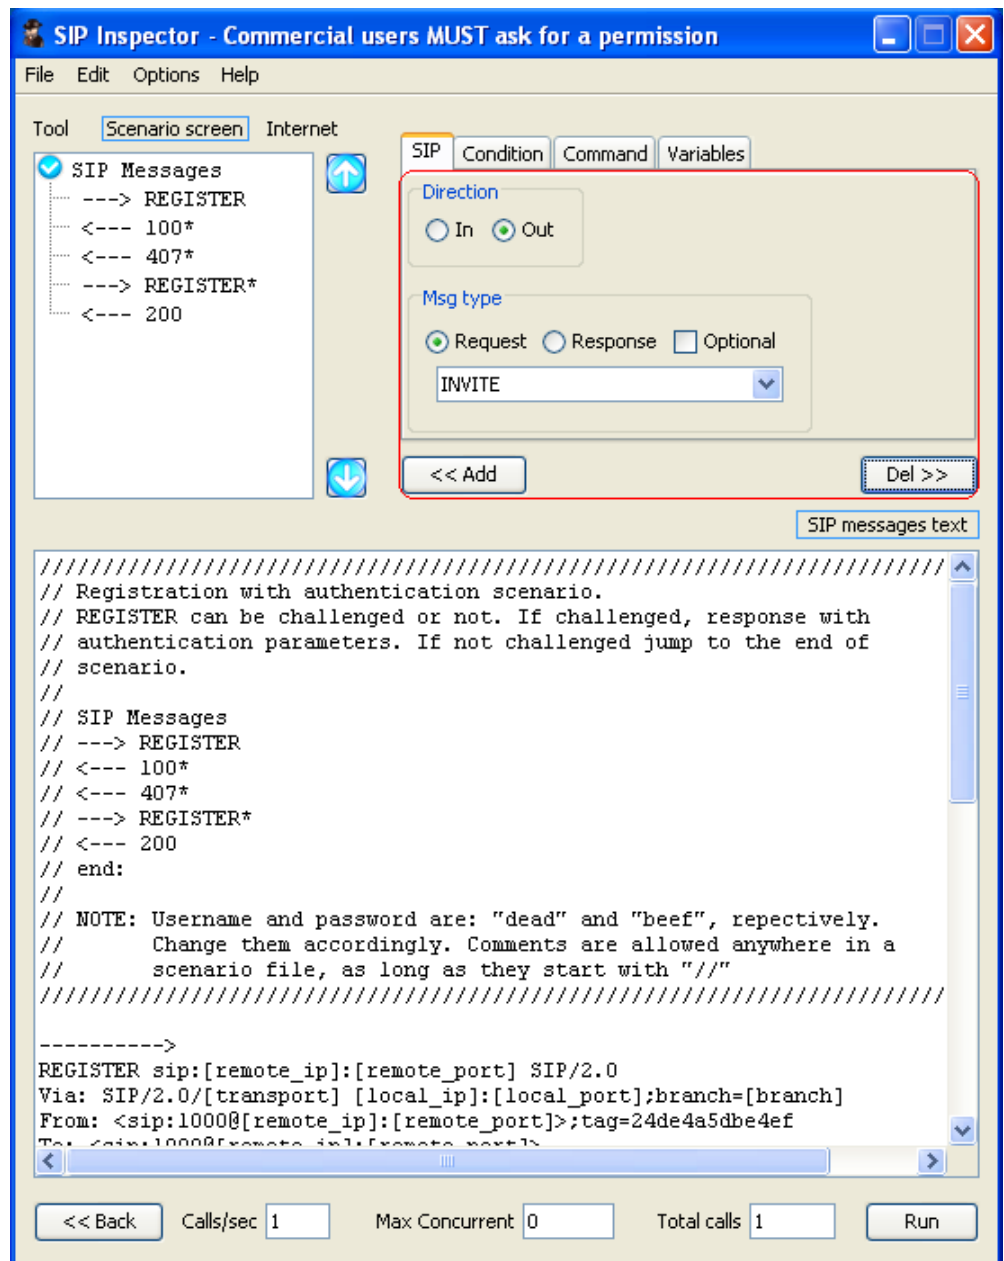 SIP Inspector - Commercial users MUST ask for a permission
File Edit Options Help
Tool Scenario screen Internet
SIP Messages
---> REGISTER
<--- 100*
<--- 407*
---> REGISTER*
<--- 200
SIP Condition Command Variables
Direction
In Out
Msg type
Request Response Optional
INVITE
<< Add Del >>
SIP messages text
/////////////////////////////////////////////////////////////////////////
// Registration with authentication scenario.
// REGISTER can be challenged or not. If challenged, response with
// authentication parameters. If not challenged jump to the end of
// scenario.
//
// SIP Messages
// ---> REGISTER
// <--- 100*
// <--- 407*
// ---> REGISTER*
// <--- 200
// end:
//
// NOTE: Username and password are: "dead" and "beef", repectively.
//       Change them accordingly. Comments are allowed anywhere in a
//       scenario file, as long as they start with "//"
/////////////////////////////////////////////////////////////////////////
---------->
REGISTER sip:[remote_ip]:[remote_port] SIP/2.0
Via: SIP/2.0/[transport] [local_ip]:[local_port];branch=[branch]
From: <sip:1000@[remote_ip]:[remote_port]>;tag=24de4a5dbe4ef
To: <sip:1000@[remote_ip]:[remote_port]>
<< Back Calls/sec 1 Max Concurrent 0 Total calls 1 Run